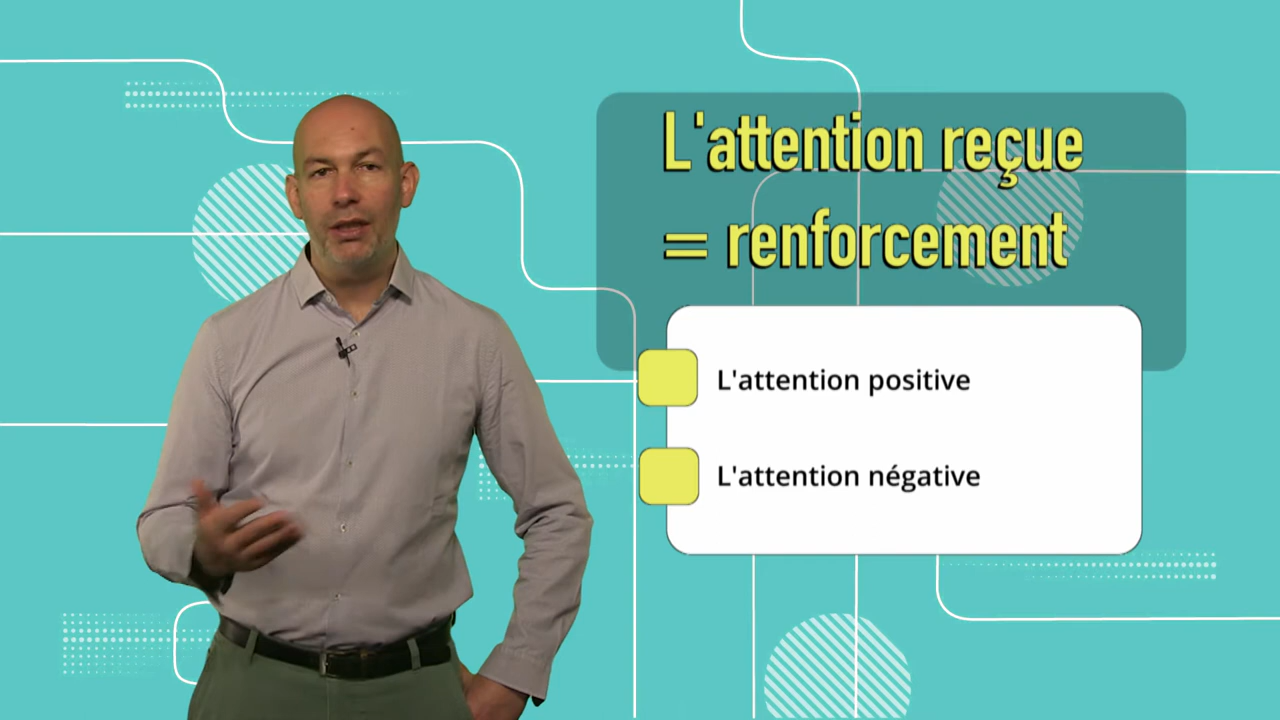 L'attention reçue
= renforcement
L'attention positive
L'attention négative